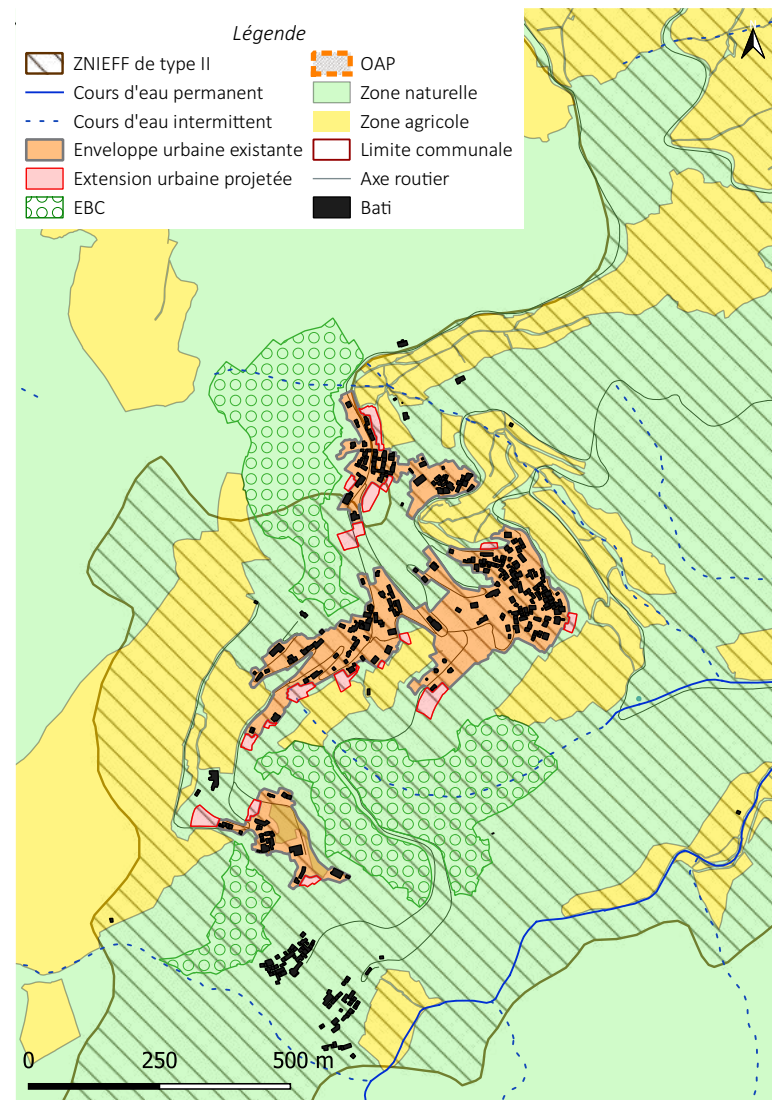 Légende
ZNIEFF de type II
Cours d'eau permanent
Cours d'eau intermittent
Enveloppe urbaine existante
Extension urbaine projetée
EBC
OAP
Zone naturelle
Zone agricole
Limite communale
Axe routier
Bati
N
0 250 500 m